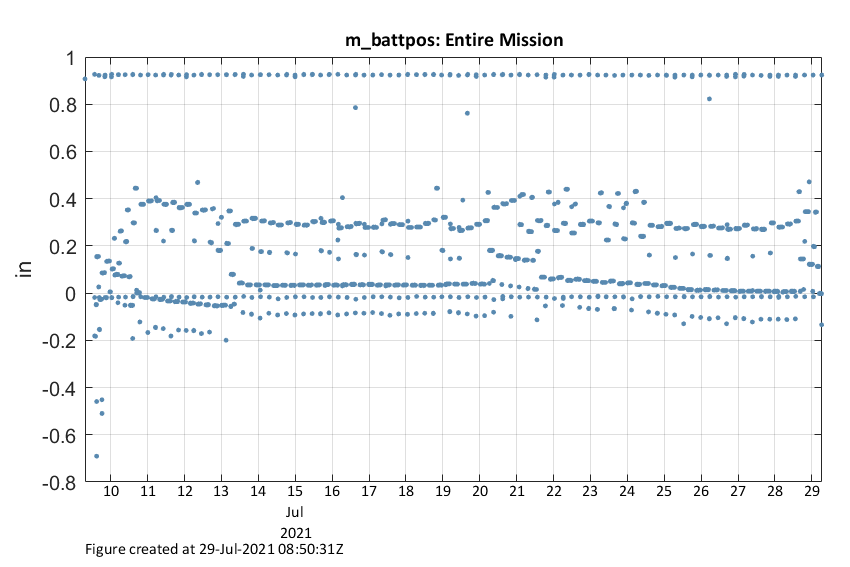 m_battpos: Entire Mission
1
0.8
0.6
0.4
0.2
0
-0.2
-0.4
-0.6
-0.8
in
10 11 12 13 14 15 16 17 18 19 20 21 22 23 24 25 26 27 28 29
Jul
2021
Figure created at 29-Jul-2021 08:50:31Z